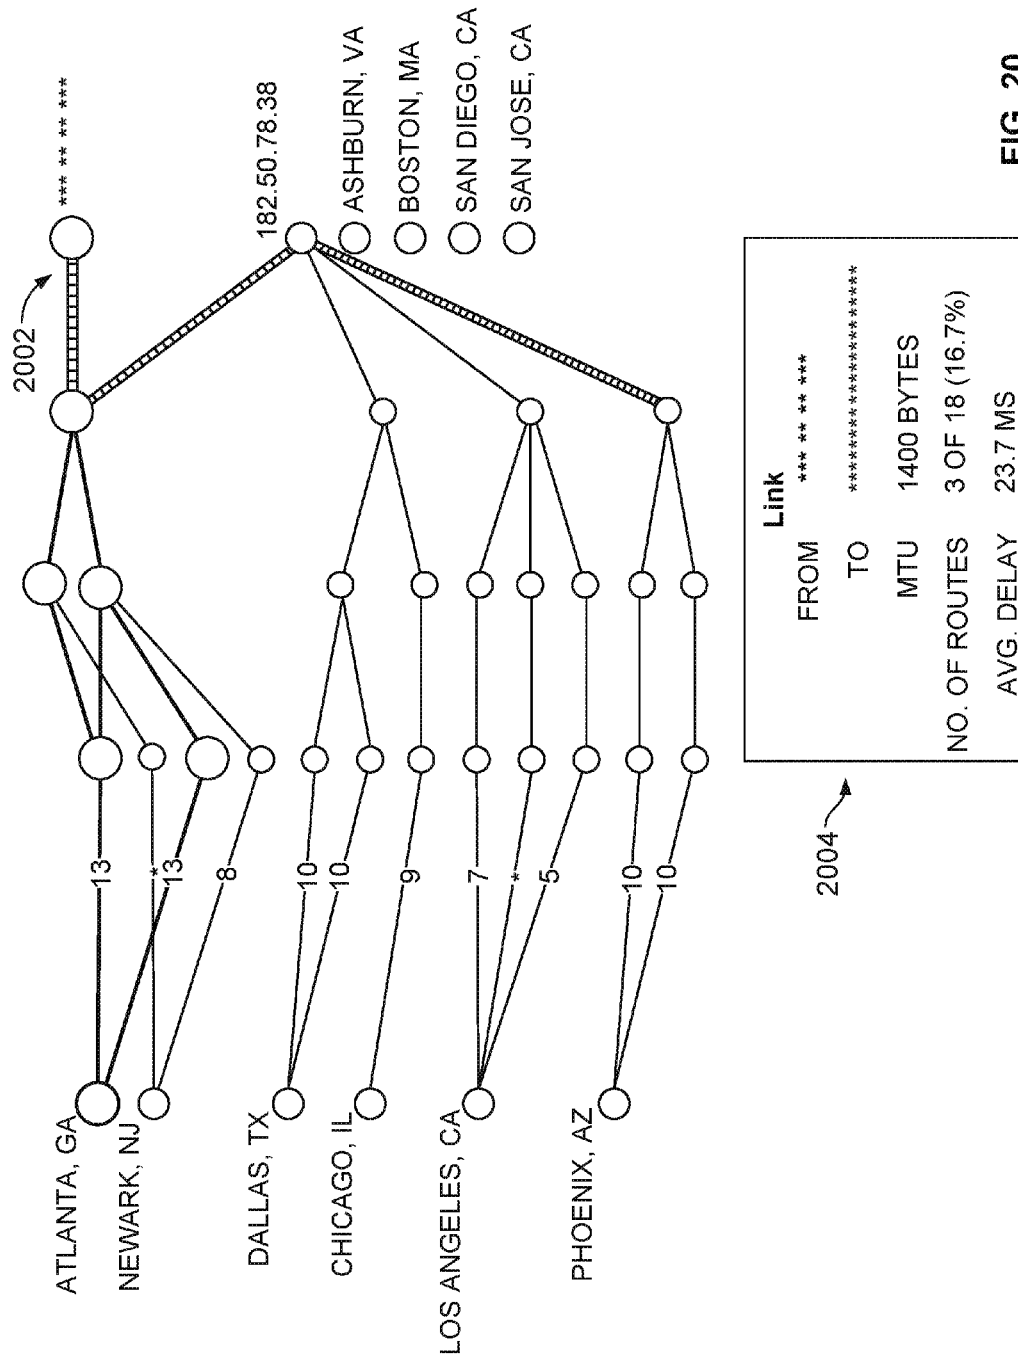 ATLANTA, GA
NEWARK, NJ
DALLAS, TX
CHICAGO, IL
LOS ANGELES, CA
PHOENIX, AZ
13
*
13
8
10
10
9
7
*
5
10
10
2002
*** ** ** ***
182.50.78.38
ASHBURN, VA
BOSTON, MA
SAN DIEGO, CA
SAN JOSE, CA
2004
Link
FROM *** ** ** ***
TO ***********************
MTU 1400 BYTES
NO. OF ROUTES 3 OF 18 (16.7%)
AVG. DELAY 23.7 MS
FIG. 20